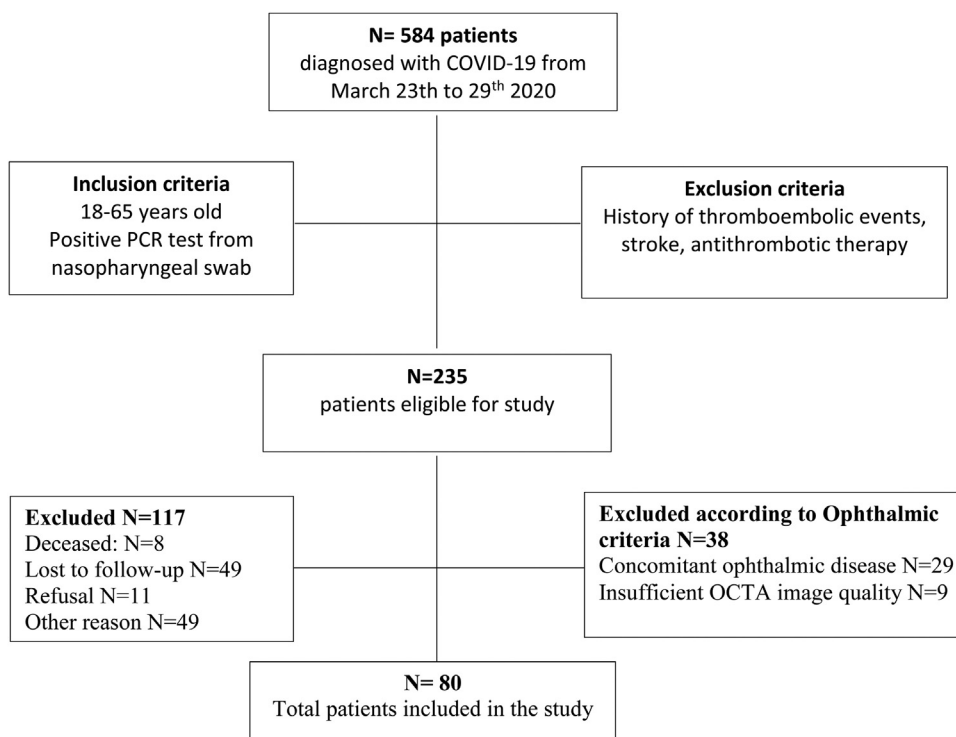 N= 584 patients
diagnosed with COVID-19 from
March 23th to 29th 2020
Inclusion criteria
18-65 years old
Positive PCR test from
nasopharyngeal swab
Exclusion criteria
History of thromboembolic events,
stroke, antithrombotic therapy
N=235
patients eligible for study
Excluded N=117
Deceased: N=8
Lost to follow-up N=49
Refusal N=11
Other reason N=49
Excluded according to Ophthalmic
criteria N=38
Concomitant ophthalmic disease N=29
Insufficient OCTA image quality N=9
N= 80
Total patients included in the study